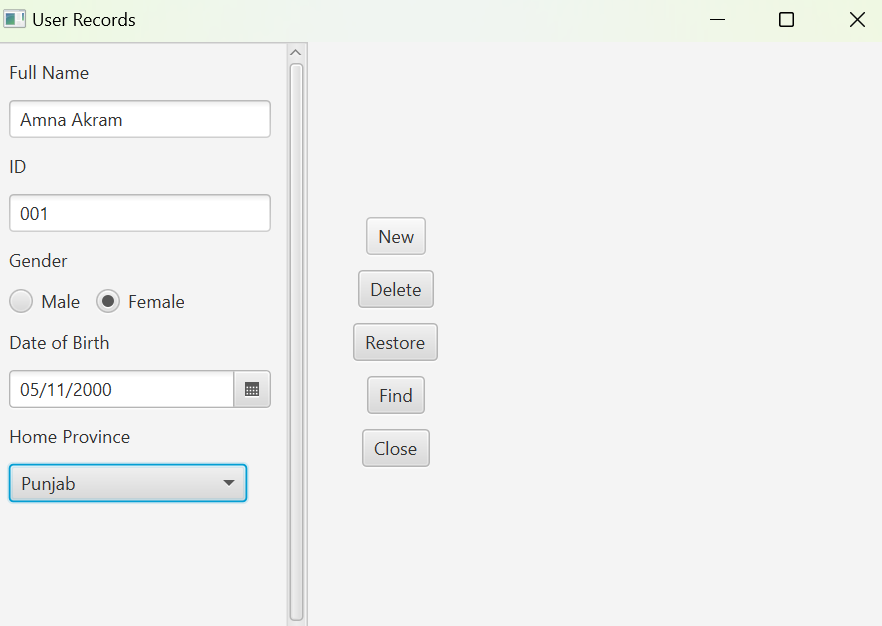 User Records
Full Name
Amna Akram
ID
001
Gender
Male Female
Date of Birth
05/11/2000
Home Province
Punjab
New
Delete
Restore
Find
Close